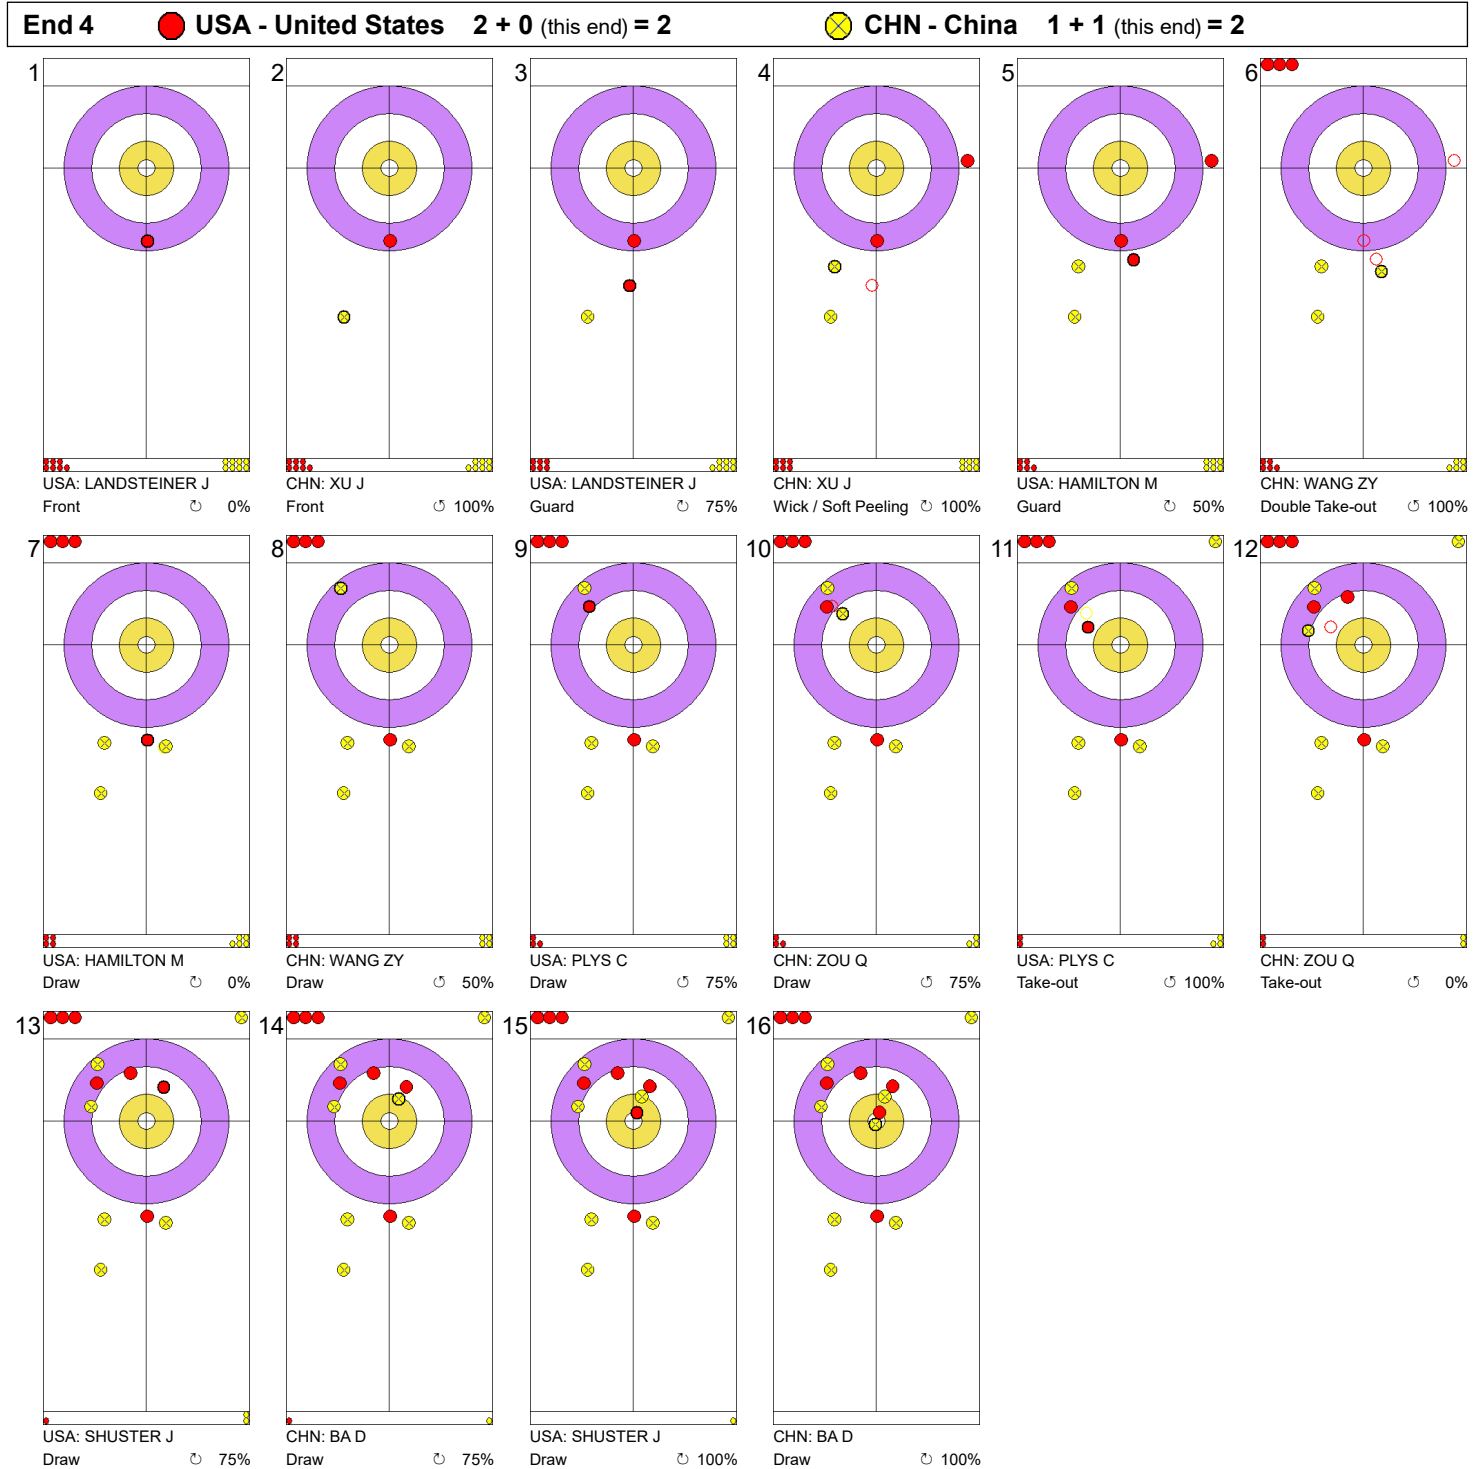 End 4 USA - United States 2 + 0 (this end) = 2 CHN - China 1 + 1 (this end) = 2
1 2 3 4 5 6
USA: LANDSTEINER J CHN: XU J USA: LANDSTEINER J CHN: XU J USA: HAMILTON M CHN: WANG ZY
Front ↻ 0% Front ↺ 100% Guard ↻ 75% Wick / Soft Peeling ↻ 100% Guard ↻ 50% Double Take-out ↺ 100%
7 8 9 10 11 12
USA: HAMILTON M CHN: WANG ZY USA: PLYS C CHN: ZOU Q USA: PLYS C CHN: ZOU Q
Draw ↻ 0% Draw ↺ 50% Draw ↺ 75% Draw ↺ 75% Take-out ↺ 100% Take-out ↺ 0%
13 14 15 16
USA: SHUSTER J CHN: BA D USA: SHUSTER J CHN: BA D
Draw ↻ 75% Draw ↻ 75% Draw ↻ 100% Draw ↻ 100%